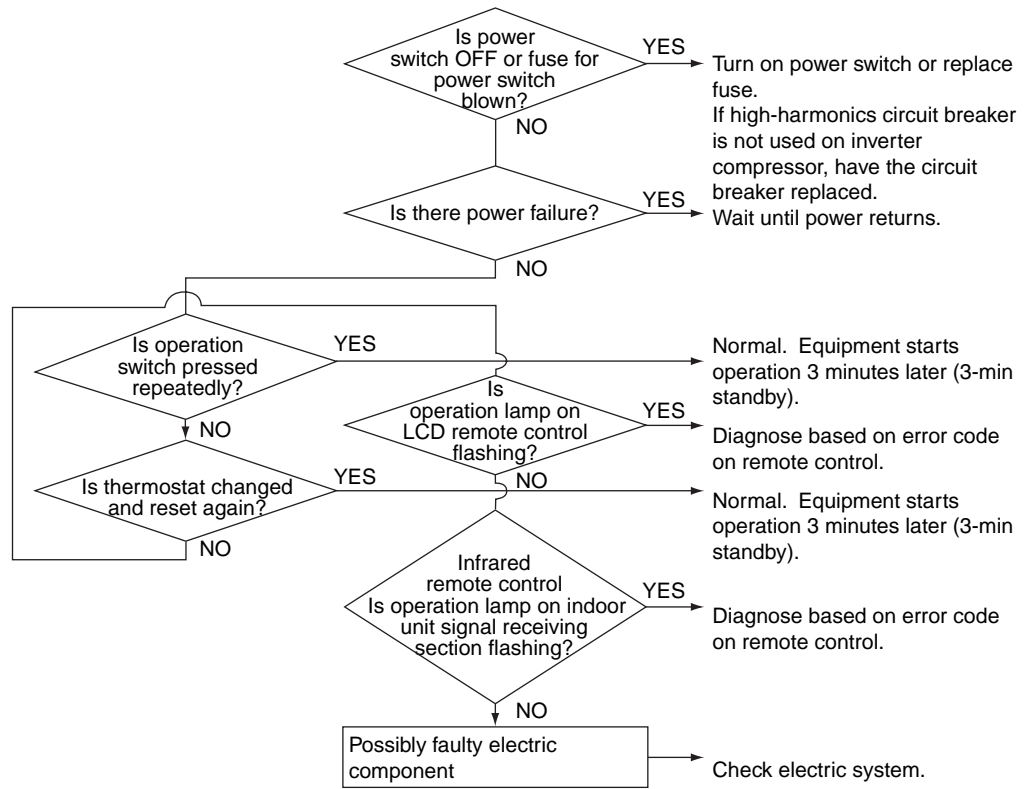 Is power
switch OFF or fuse for
power switch
blown?
YES
Turn on power switch or replace
fuse.
If high-harmonics circuit breaker
is not used on inverter
compressor, have the circuit
breaker replaced.
NO
Is there power failure?
YES
Wait until power returns.
NO
Is operation
switch pressed
repeatedly?
YES
Normal. Equipment starts
operation 3 minutes later (3-min
standby).
NO
Is
operation lamp on
LCD remote control
flashing?
YES
Diagnose based on error code
on remote control.
NO
Is thermostat changed
and reset again?
YES
Normal. Equipment starts
operation 3 minutes later (3-min
standby).
NO
Infrared
remote control
Is operation lamp on indoor
unit signal receiving
section flashing?
YES
Diagnose based on error code
on remote control.
NO
Possibly faulty electric
component
Check electric system.